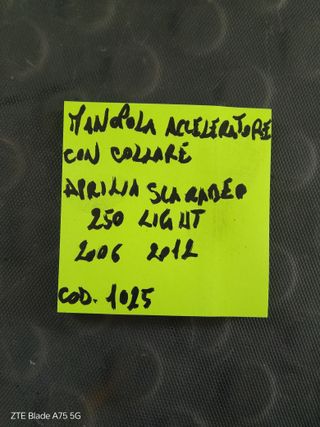 MANOPOLA ACCELERATORE
CON COLLARE
APRILIA SCARABEO
250 LIGHT
2006 2012
COD. 1025
ZTE Blade A75 5G